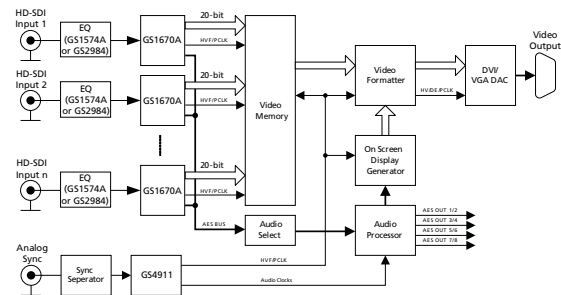 HD-SDI
Input 1
EQ
(GS1574A
or GS2984)
GS1670A
20-bit
HVF/PCLK
HD-SDI
Input 2
EQ
(GS1574A
or GS2984)
GS1670A
20-bit
HVF/PCLK
HD-SDI
Input n
EQ
(GS1574A
or GS2984)
GS1670A
20-bit
HVF/PCLK
Video
Memory
Video
Formatter
HV/DE/PCLK
DVI/
VGA DAC
Video
Output
On Screen
Display
Generator
AES BUS
Audio
Select
Audio
Processor
AES OUT 1/2
AES OUT 3/4
AES OUT 5/6
AES OUT 7/8
Analog
Sync
Sync
Seperator
GS4911
HVF/PCLK
Audio Clocks